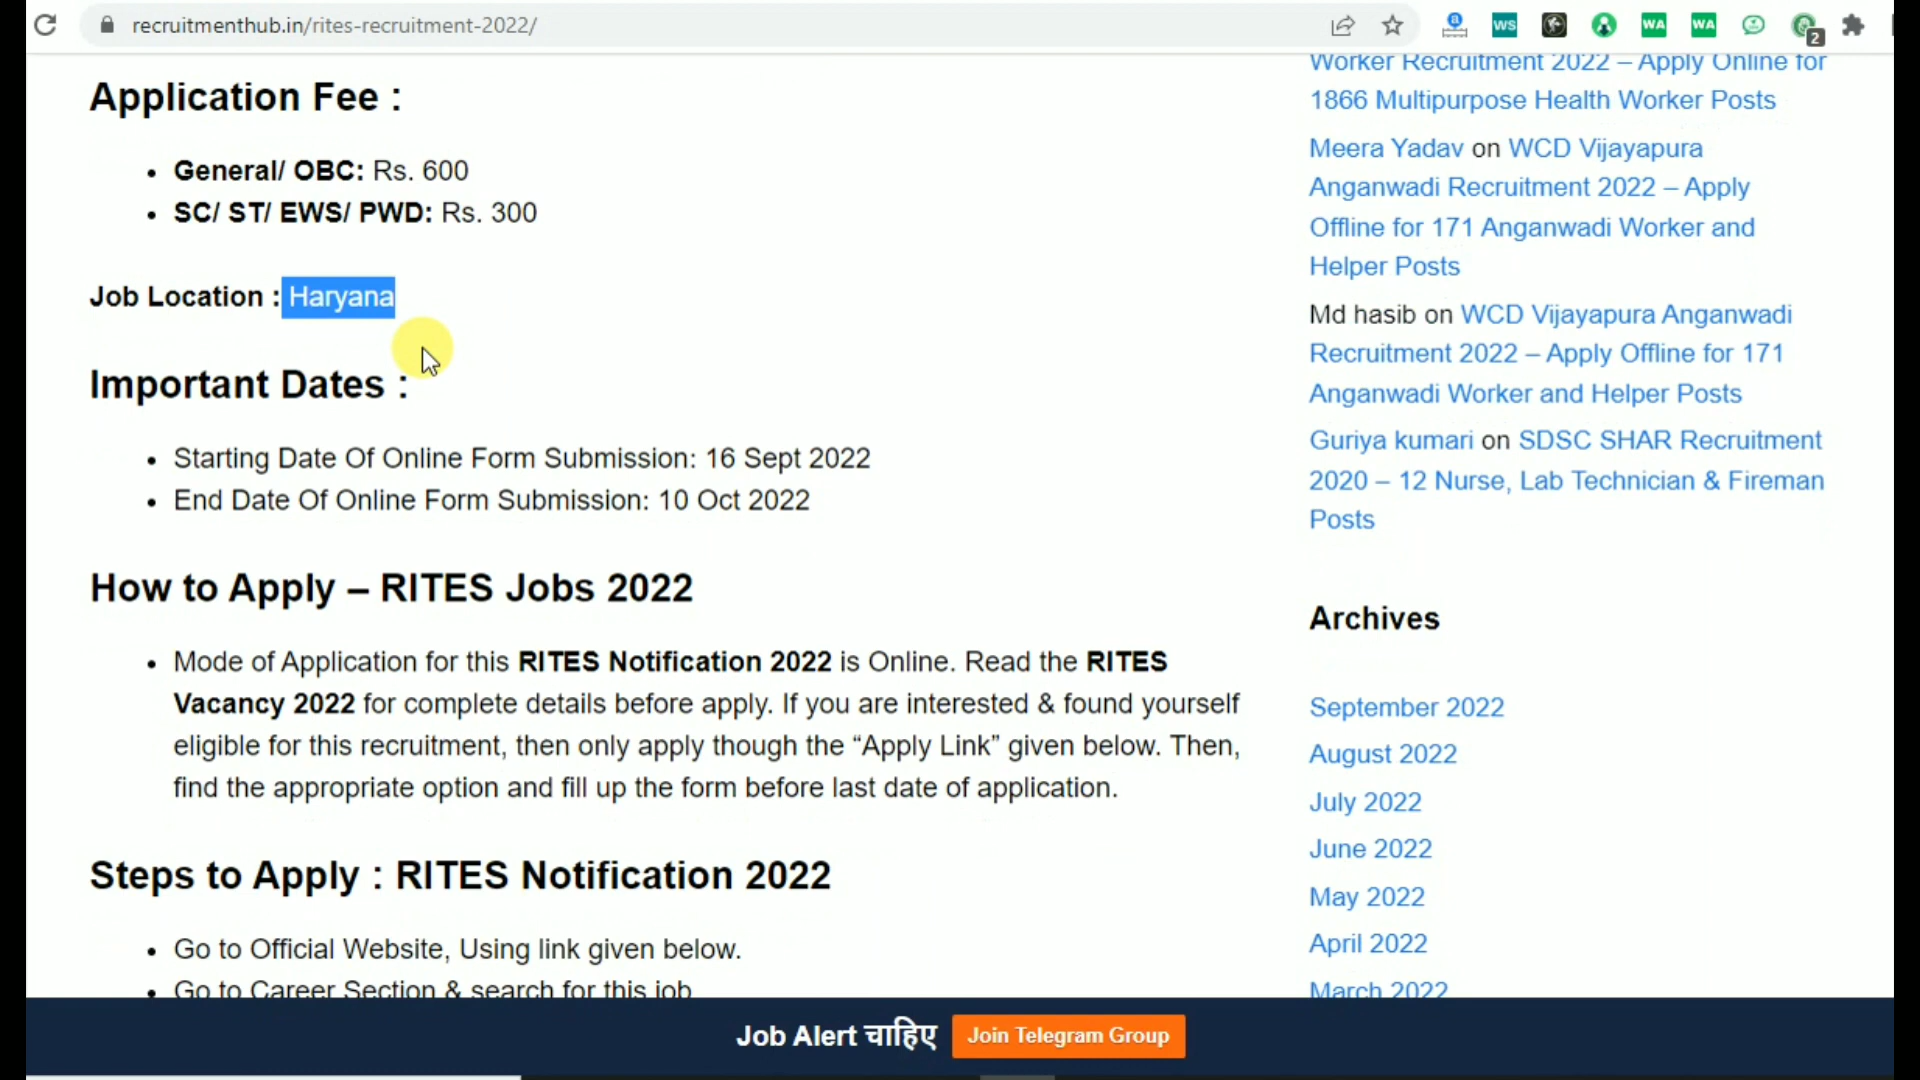 recruitmenthub.in/rites-recruitment-2022/
WS
WA
WA
2
Application Fee :
• General/ OBC: Rs. 600
• SC/ ST/ EWS/ PWD: Rs. 300
Job Location : Haryana
Important Dates :
• Starting Date Of Online Form Submission: 16 Sept 2022
• End Date Of Online Form Submission: 10 Oct 2022
How to Apply – RITES Jobs 2022
• Mode of Application for this RITES Notification 2022 is Online. Read the RITES
Vacancy 2022 for complete details before apply. If you are interested & found yourself
eligible for this recruitment, then only apply though the “Apply Link” given below. Then,
find the appropriate option and fill up the form before last date of application.
Steps to Apply : RITES Notification 2022
• Go to Official Website, Using link given below.
• Go to Career Section & search for this job
Worker Recruitment 2022 – Apply Online for
1866 Multipurpose Health Worker Posts
Meera Yadav on WCD Vijayapura
Anganwadi Recruitment 2022 – Apply
Offline for 171 Anganwadi Worker and
Helper Posts
Md hasib on WCD Vijayapura Anganwadi
Recruitment 2022 – Apply Offline for 171
Anganwadi Worker and Helper Posts
Guriya kumari on SDSC SHAR Recruitment
2020 – 12 Nurse, Lab Technician & Fireman
Posts
Archives
September 2022
August 2022
July 2022
June 2022
May 2022
April 2022
March 2022
Job Alert चाहिए Join Telegram Group